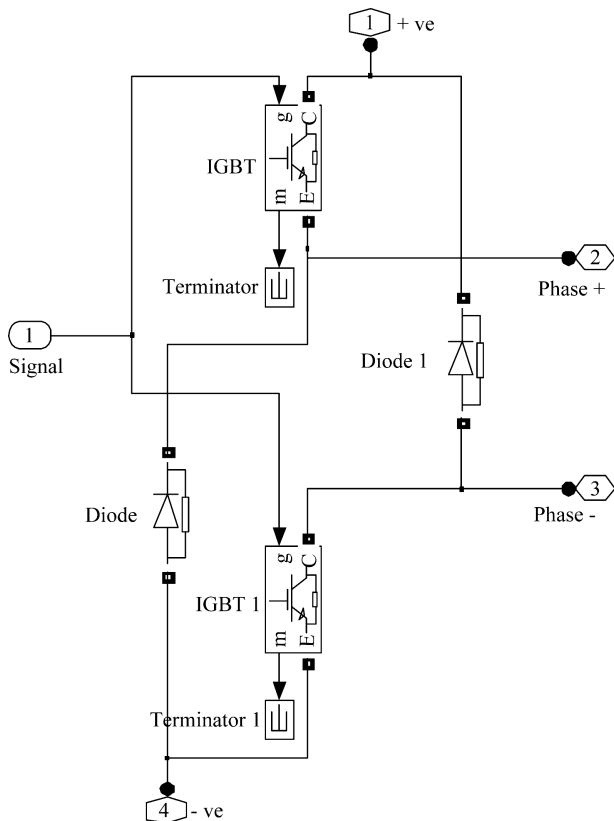 1
+ ve
g
C
IGBT
m
E
2
Terminator
Phase +
1
Signal
Diode 1
3
Diode
Phase -
g
C
IGBT 1
m
E
Terminator 1
4
- ve